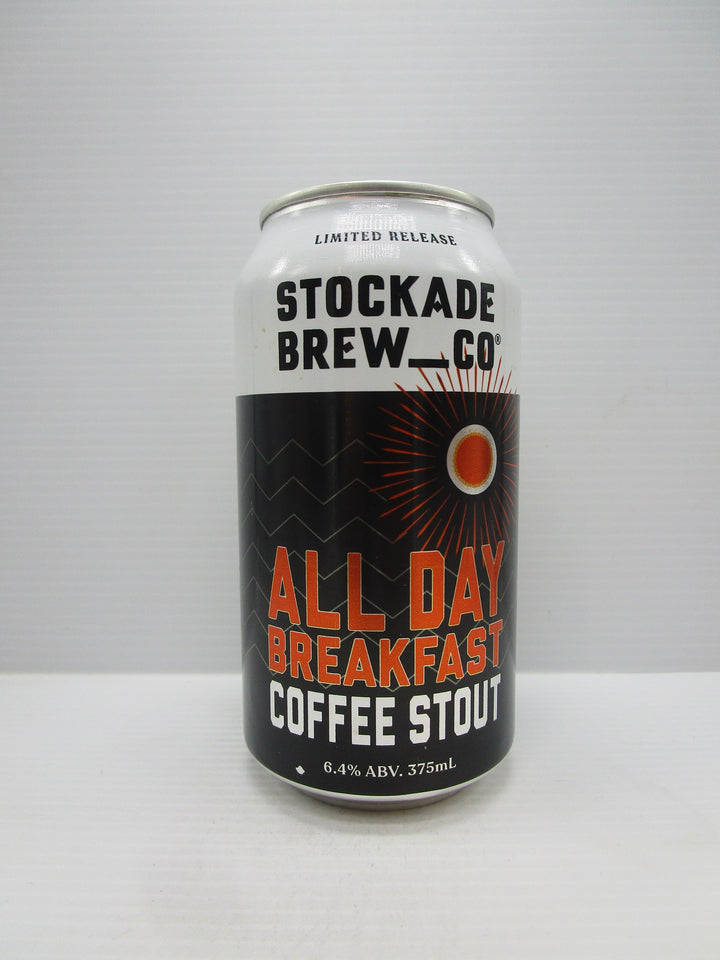 LIMITED RELEASE
STOCKADE
BREW_CO®
ALL DAY
BREAKFAST
COFFEE STOUT
6.4% ABV. 375mL